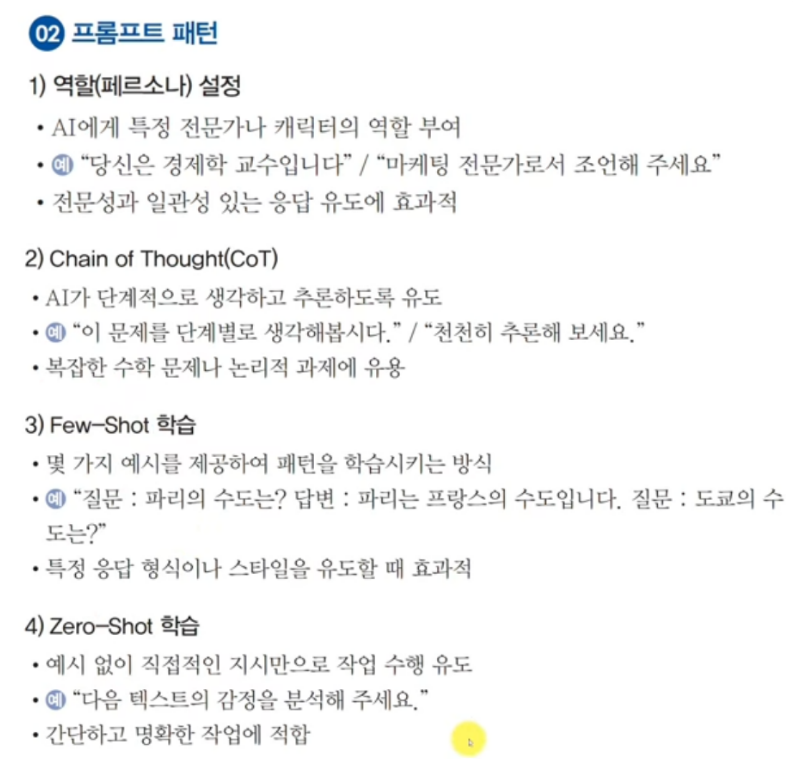 02 프롬프트 패턴
1) 역할(페르소나) 설정
• AI에게 특정 전문가나 캐릭터의 역할 부여
• 예 “당신은 경제학 교수입니다” / “마케팅 전문가로서 조언해 주세요”
• 전문성과 일관성 있는 응답 유도에 효과적
2) Chain of Thought(CoT)
• AI가 단계적으로 생각하고 추론하도록 유도
• 예 “이 문제를 단계별로 생각해봅시다.” / “천천히 추론해 보세요.”
• 복잡한 수학 문제나 논리적 과제에 유용
3) Few-Shot 학습
• 몇 가지 예시를 제공하여 패턴을 학습시키는 방식
• 예 “질문 : 파리의 수도는? 답변 : 파리는 프랑스의 수도입니다. 질문 : 도쿄의 수
도는?”
• 특정 응답 형식이나 스타일을 유도할 때 효과적
4) Zero-Shot 학습
• 예시 없이 직접적인 지시만으로 작업 수행 유도
• 예 “다음 텍스트의 감정을 분석해 주세요.”
• 간단하고 명확한 작업에 적합